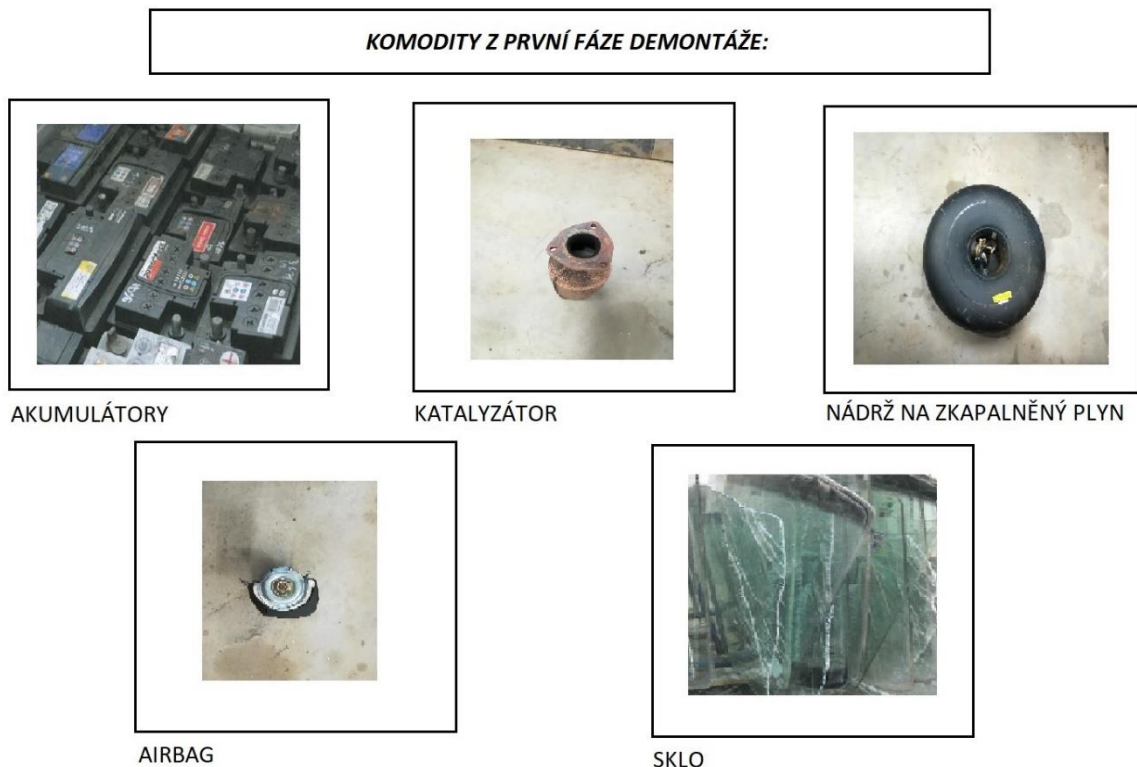 KOMODITY Z PRVNÍ FÁZE DEMONTÁŽE:
AKUMULÁTORY
KATALYZÁTOR
NÁDRŽ NA ZKAPALNĚNÝ PLYN
AIRBAG
SKLO